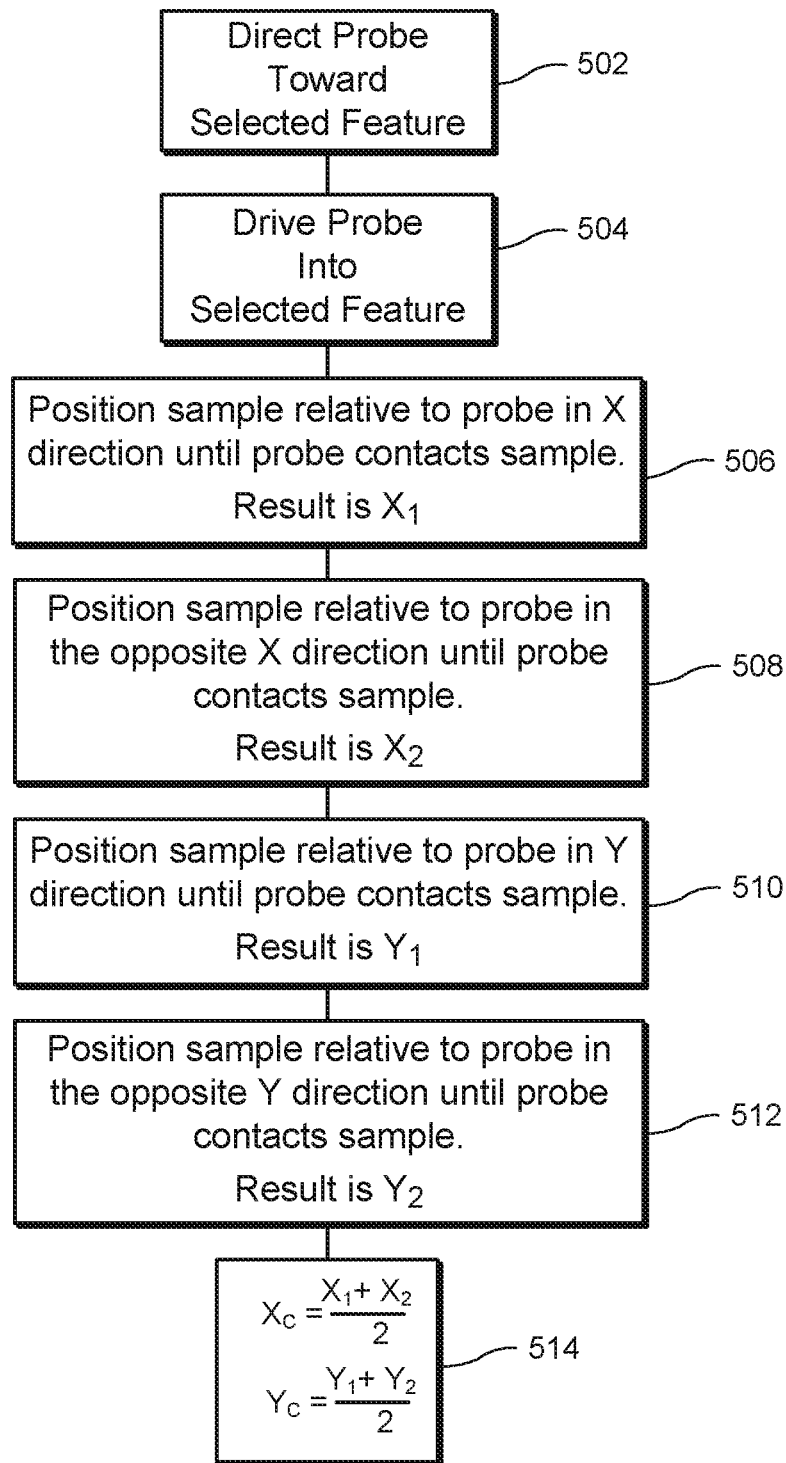 Direct Probe
Toward
Selected Feature
502
Drive Probe
Into
Selected Feature
504
Position sample relative to probe in X
direction until probe contacts sample.
Result is X₁
506
Position sample relative to probe in
the opposite X direction until probe
contacts sample.
Result is X₂
508
Position sample relative to probe in Y
direction until probe contacts sample.
Result is Y₁
510
Position sample relative to probe in
the opposite Y direction until probe
contacts sample.
Result is Y₂
512
X_C = (X₁ + X₂) / 2
Y_C = (Y₁ + Y₂) / 2
514